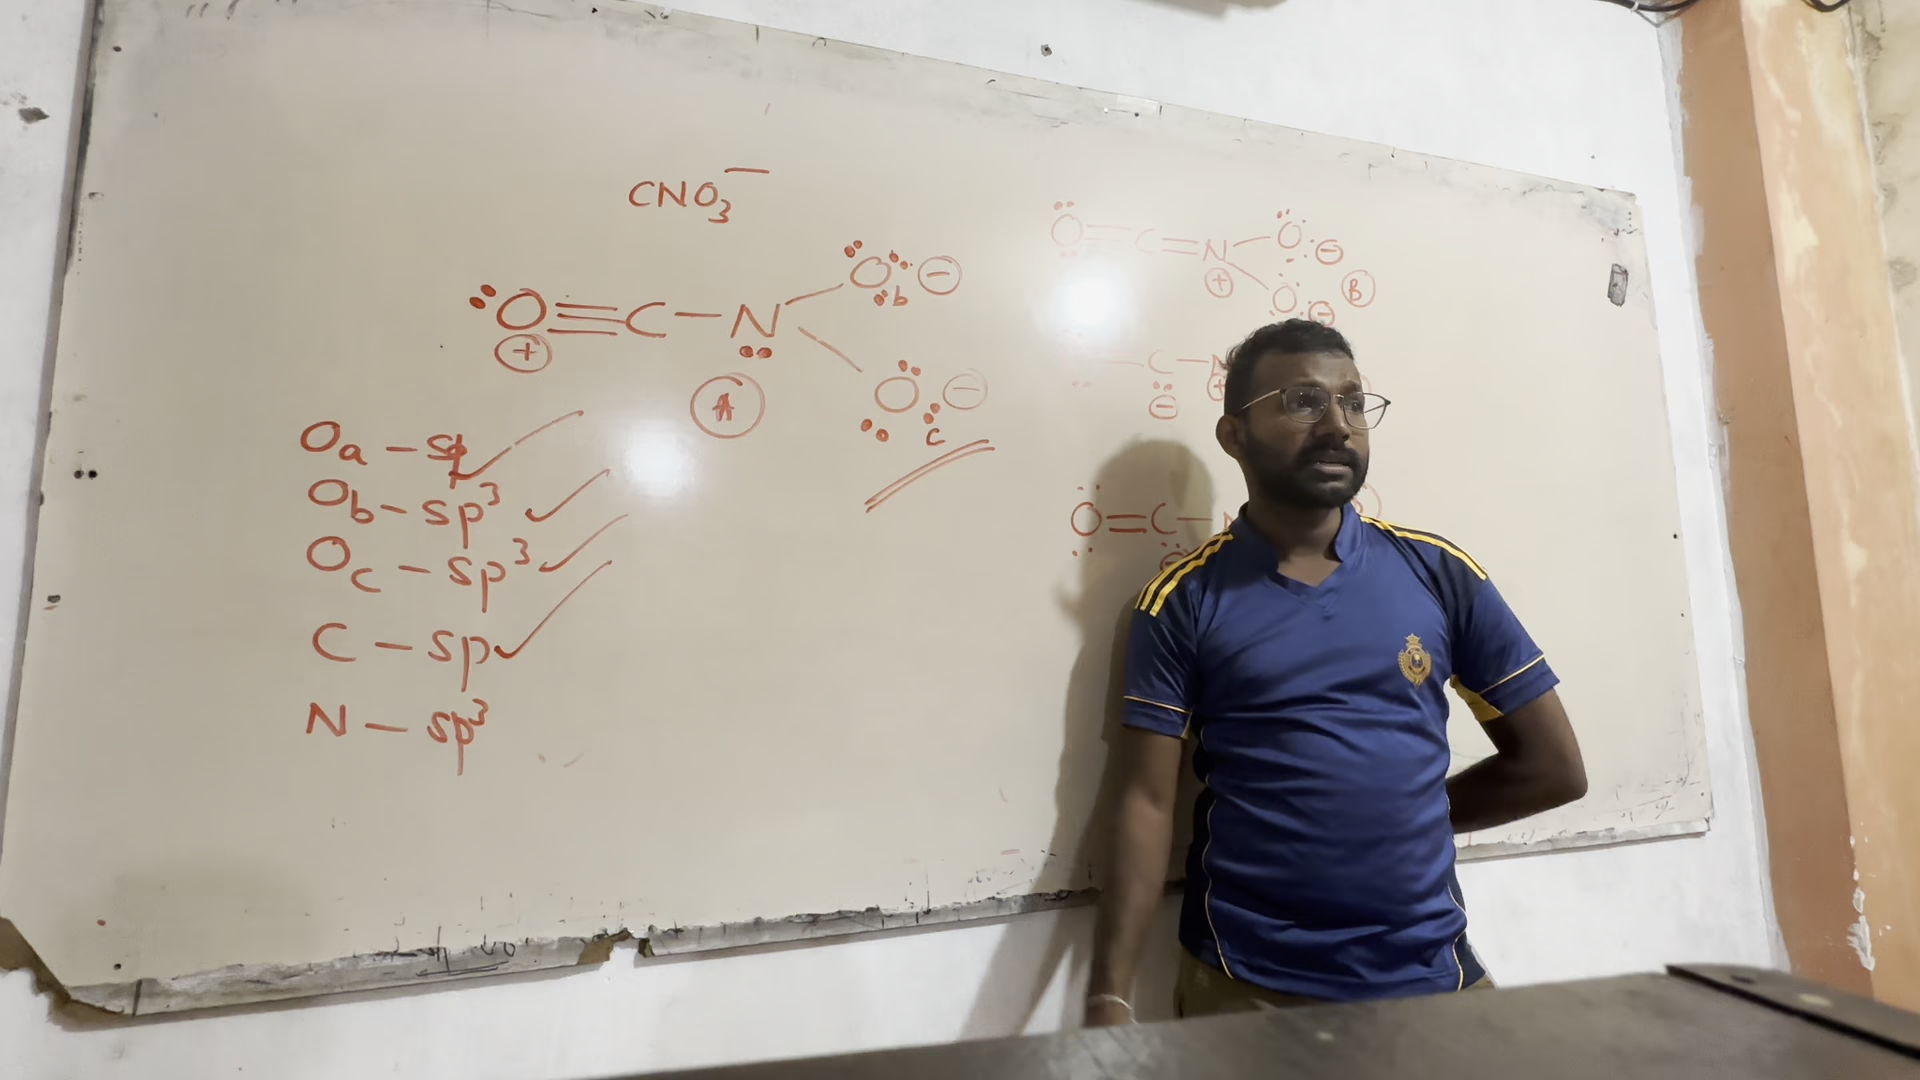 CNO₃⁻
:O≡C—N—O b ⊖
⊕
A
O c ⊖
Oa – sp
Ob – sp³
Oc – sp³
C – sp
N – sp³
O=C=N—O ⊖
⊕
O ⊖
B
C—N
⊖ ⊕
O=C—